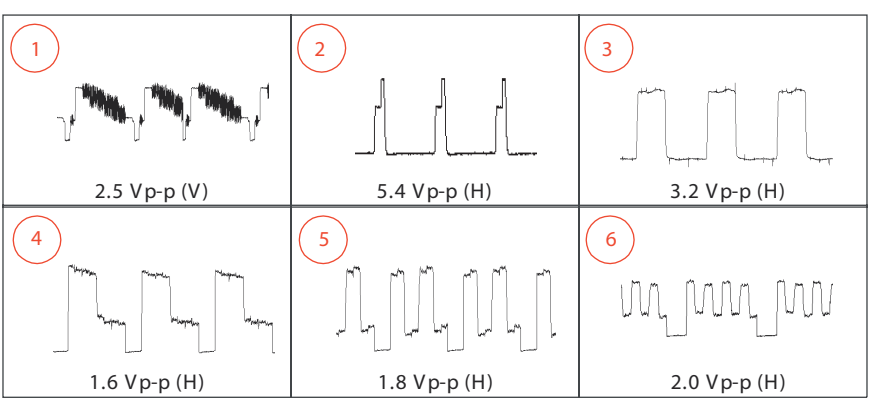 1
2
3
2.5 Vp-p (V)
5.4 Vp-p (H)
3.2 Vp-p (H)
4
5
6
1.6 Vp-p (H)
1.8 Vp-p (H)
2.0 Vp-p (H)